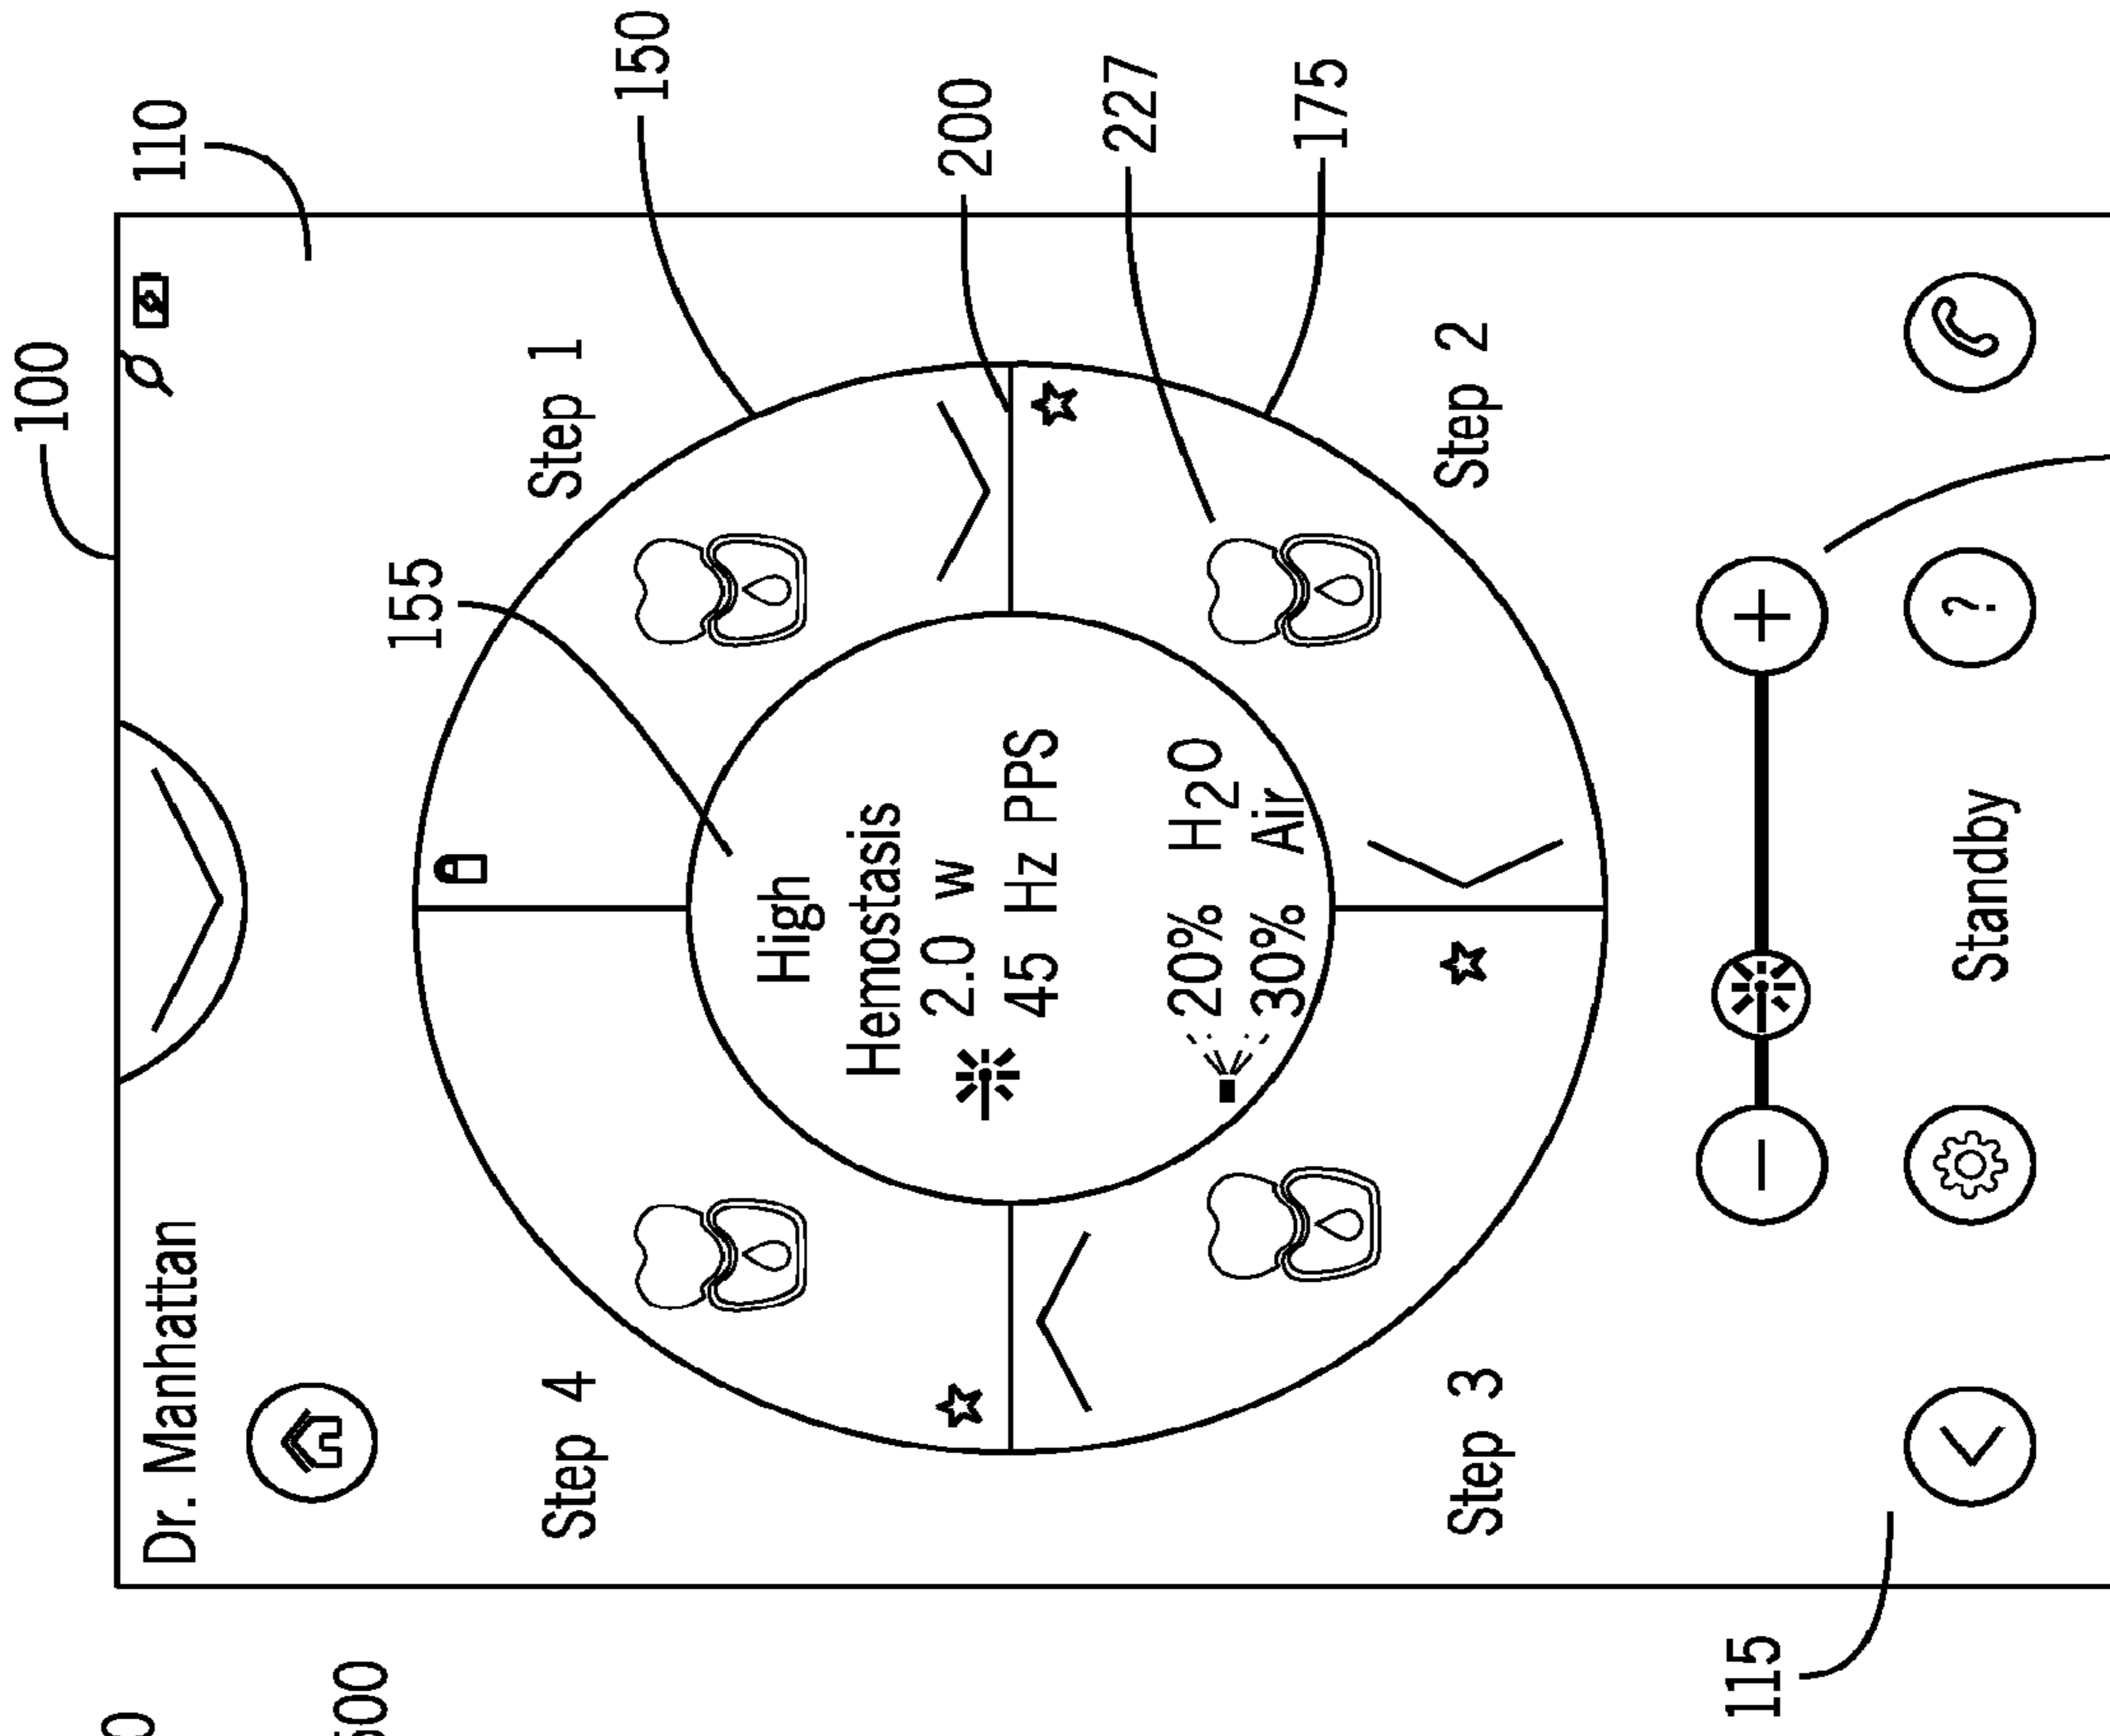 100
110
Dr. Manhattan
150
155
Step 4
Step 1
200
High
Hemostasis
2.0 w
45 Hz PPS
227
20% H2O
30% Air
175
Step 3
Step 2
115
Standby
?